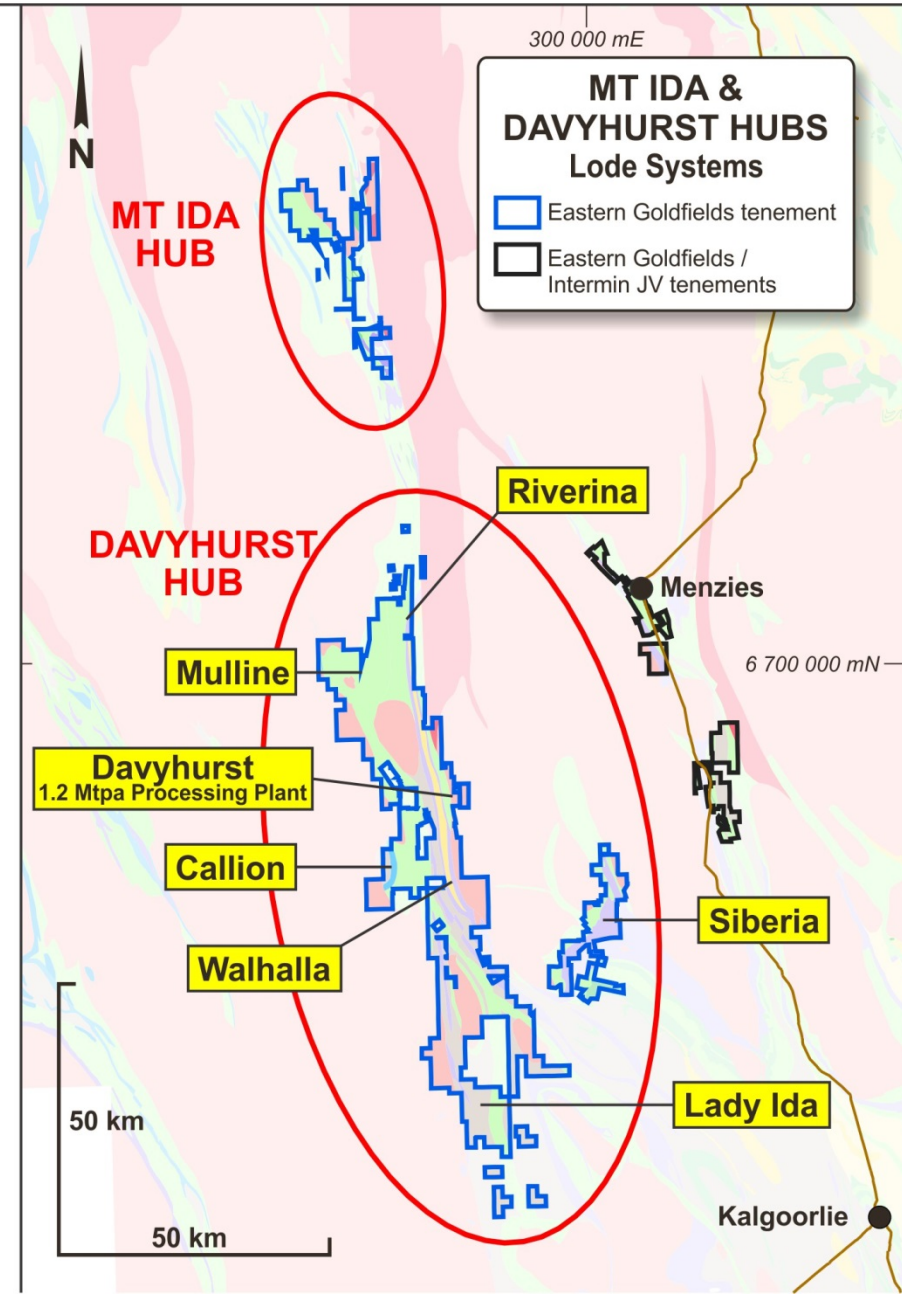 300 000 mE
MT IDA &
DAVYHURST HUBS
Lode Systems
Eastern Goldfields tenement
Eastern Goldfields /
Intermin JV tenements
N
MT IDA
HUB
Riverina
DAVYHURST
HUB
Menzies
Mulline
6 700 000 mN
Davyhurst
1.2 Mtpa Processing Plant
Callion
Siberia
Walhalla
Lady Ida
50 km
50 km
Kalgoorlie